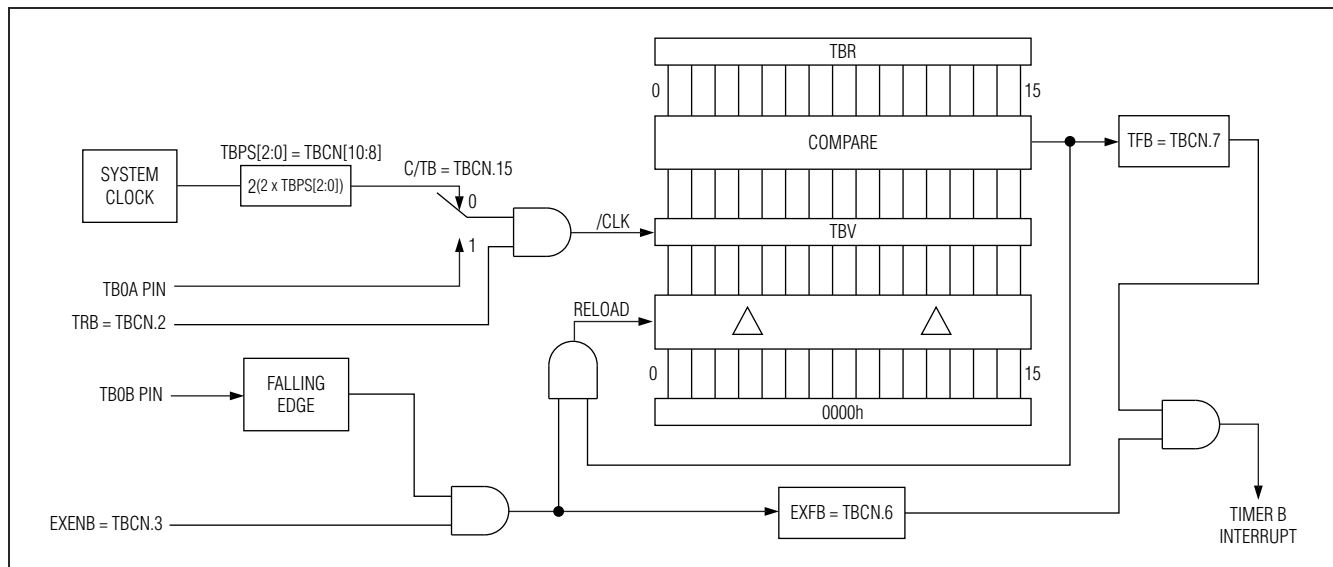 TBR
0
15
COMPARE
TFB = TBCN.7
TBPS[2:0] = TBCN[10:8]
SYSTEM
CLOCK
2(2 x TBPS[2:0])
C/TB = TBCN.15
0
1
/CLK
TBV
TB0A PIN
TRB = TBCN.2
RELOAD
0
15
0000h
TB0B PIN
FALLING
EDGE
EXENB = TBCN.3
EXFB = TBCN.6
TIMER B
INTERRUPT